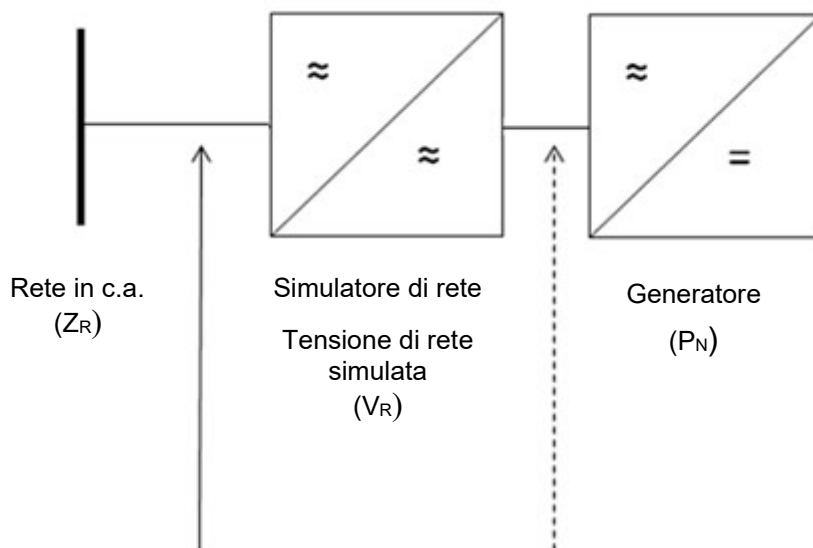 ≈
≈
≈
=
Rete in c.a.
(ZR)
Simulatore di rete
Tensione di rete
simulata
(VR)
Generatore
(PN)